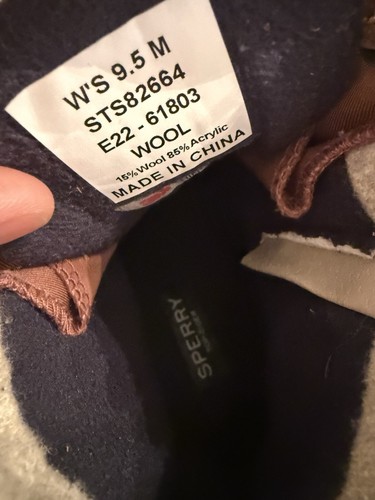 W'S 9.5 M
STS82664
E22 - 61803
WOOL
15%Wool 85%Acrylic
MADE IN CHINA
SPERRY